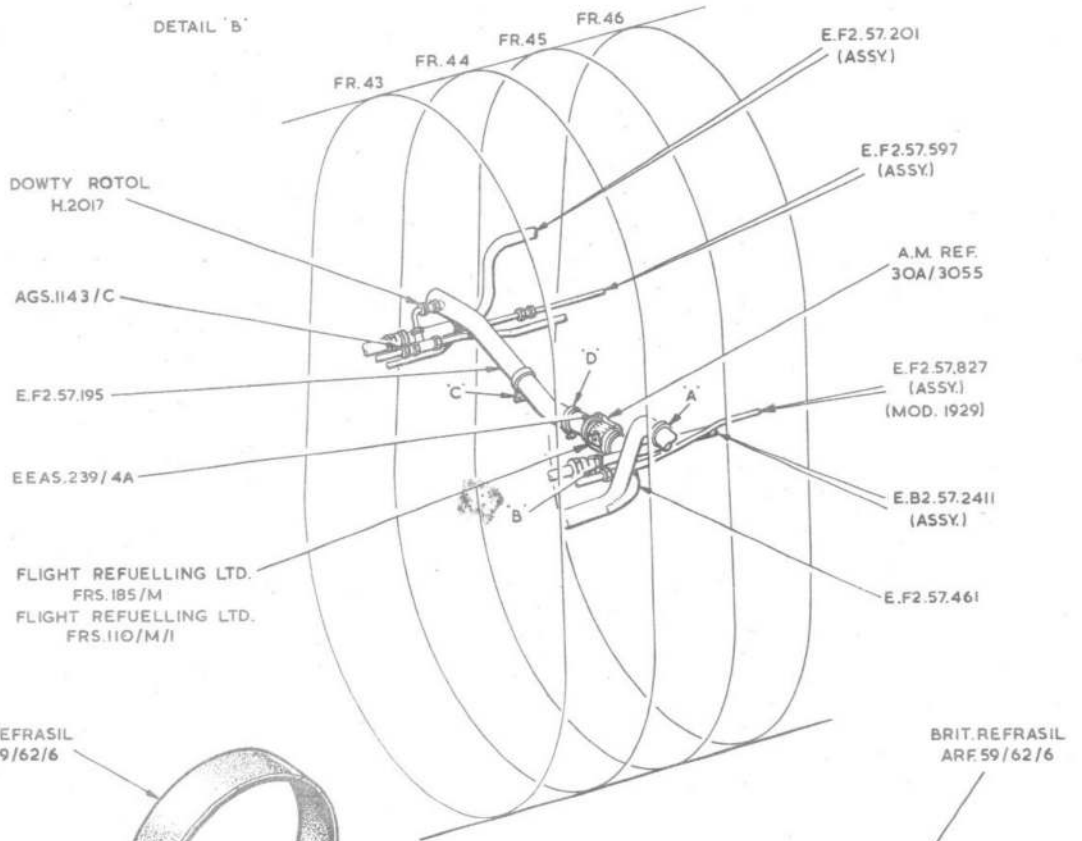 DETAIL 'B'
FR.46
FR.45
FR.44
FR.43
E.F2.57.201
(ASSY.)
DOWTY ROTOL
H.2017
E.F2.57.597
(ASSY.)
A.M. REF.
30A/3055
AGS.1143/C
E.F2.57.195
"C"
"D"
"A"
E.F2.57.827
(ASSY.)
(MOD. 1929)
EEAS.239/4A
"B"
E.B2.57.2411
(ASSY.)
FLIGHT REFUELLING LTD.
FRS.185/M
FLIGHT REFUELLING LTD.
FRS.110/M/1
E.F2.57.461
EFRASIL
9/62/6
BRIT. REFRASIL
ARF.59/62/6